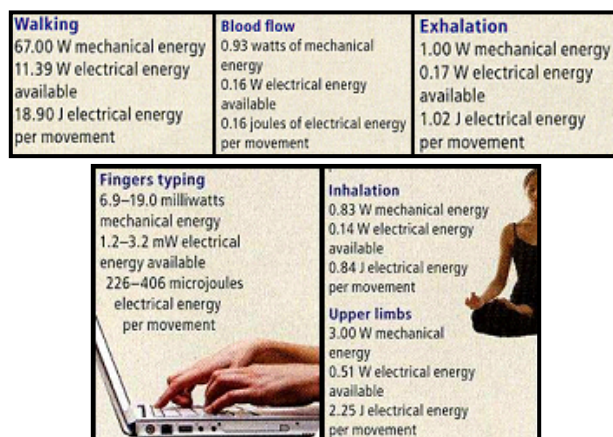 Walking
67.00 W mechanical energy
11.39 W electrical energy
available
18.90 J electrical energy
per movement
Blood flow
0.93 watts of mechanical
energy
0.16 W electrical energy
available
0.16 joules of electrical energy
per movement
Exhalation
1.00 W mechanical energy
0.17 W electrical energy
available
1.02 J electrical energy
per movement
Fingers typing
6.9–19.0 milliwatts
mechanical energy
1.2–3.2 mW electrical
energy available
226–406 microjoules
electrical energy
per movement
Inhalation
0.83 W mechanical energy
0.14 W electrical energy
available
0.84 J electrical energy
per movement
Upper limbs
3.00 W mechanical
energy
0.51 W electrical energy
available
2.25 J electrical energy
per movement